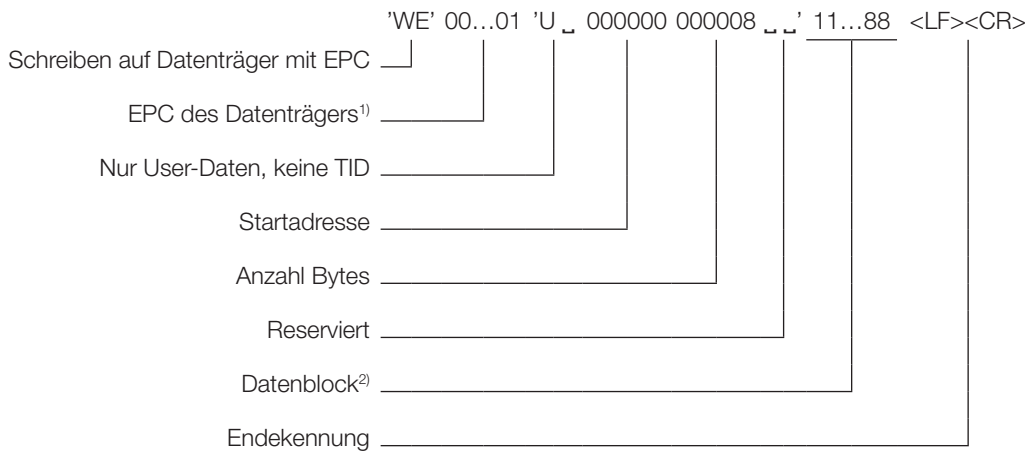 'WE' 00...01 'U ␣ 000000 000008 ␣ ␣' 11...88 <LF><CR>
Schreiben auf Datenträger mit EPC
EPC des Datenträgers1)
Nur User-Daten, keine TID
Startadresse
Anzahl Bytes
Reserviert
Datenblock2)
Endekennung